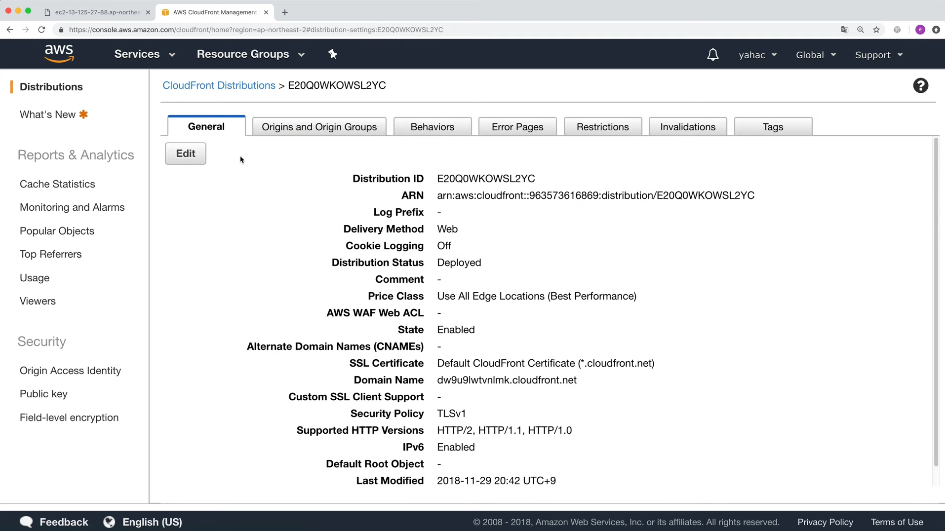 ec2-13-125-27-88.ap-northe
AWS CloudFront Management
https://console.aws.amazon.com/cloudfront/home?region=ap-northeast-2#distribution-settings:E20Q0WKOWSL2YC
aws
Services
Resource Groups
yahac
Global
Support
Distributions
What's New
Reports & Analytics
Cache Statistics
Monitoring and Alarms
Popular Objects
Top Referrers
Usage
Viewers
Security
Origin Access Identity
Public key
Field-level encryption
CloudFront Distributions > E20Q0WKOWSL2YC
General
Origins and Origin Groups
Behaviors
Error Pages
Restrictions
Invalidations
Tags
Edit
Distribution ID E20Q0WKOWSL2YC
ARN arn:aws:cloudfront::963573616869:distribution/E20Q0WKOWSL2YC
Log Prefix -
Delivery Method Web
Cookie Logging Off
Distribution Status Deployed
Comment -
Price Class Use All Edge Locations (Best Performance)
AWS WAF Web ACL -
State Enabled
Alternate Domain Names (CNAMEs) -
SSL Certificate Default CloudFront Certificate (*.cloudfront.net)
Domain Name dw9u9lwtvnlmk.cloudfront.net
Custom SSL Client Support -
Security Policy TLSv1
Supported HTTP Versions HTTP/2, HTTP/1.1, HTTP/1.0
IPv6 Enabled
Default Root Object -
Last Modified 2018-11-29 20:42 UTC+9
Feedback
English (US)
© 2008 - 2018, Amazon Web Services, Inc. or its affiliates. All rights reserved.
Privacy Policy
Terms of Use